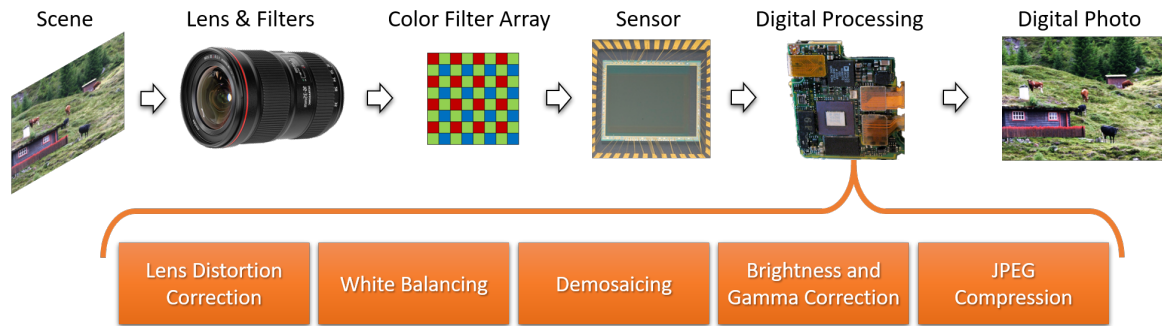 Scene
Lens & Filters
Color Filter Array
Sensor
Digital Processing
Digital Photo
Lens Distortion
Correction
White Balancing
Demosaicing
Brightness and
Gamma Correction
JPEG
Compression